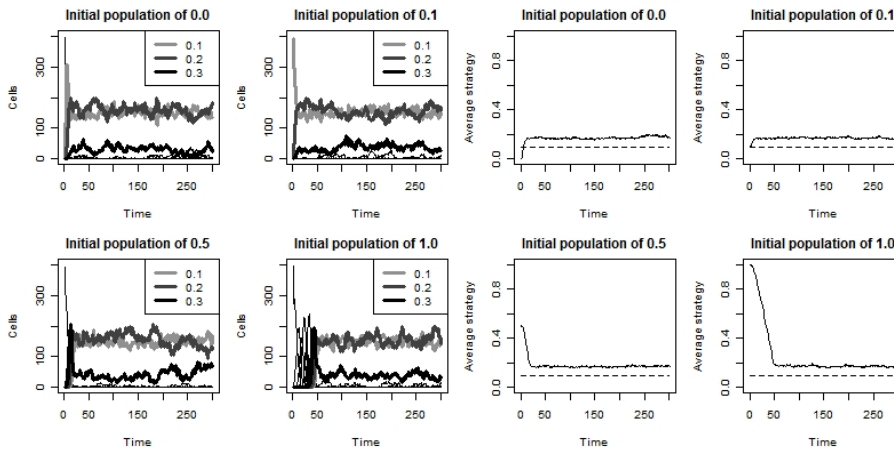 Initial population of 0.0
Cells
0 100 300
0.1
0.2
0.3
0 50 150 250
Time
Initial population of 0.1
Cells
0 100 300
0.1
0.2
0.3
0 50 150 250
Time
Initial population of 0.0
Average strategy
0.0 0.4 0.8
0 50 150 250
Time
Initial population of 0.1
Average strategy
0.0 0.4 0.8
0 50 150 250
Time
Initial population of 0.5
Cells
0 100 300
0.1
0.2
0.3
0 50 150 250
Time
Initial population of 1.0
Cells
0 100 300
0.1
0.2
0.3
0 50 150 250
Time
Initial population of 0.5
Average strategy
0.0 0.4 0.8
0 50 150 250
Time
Initial population of 1.0
Average strategy
0.0 0.4 0.8
0 50 150 250
Time